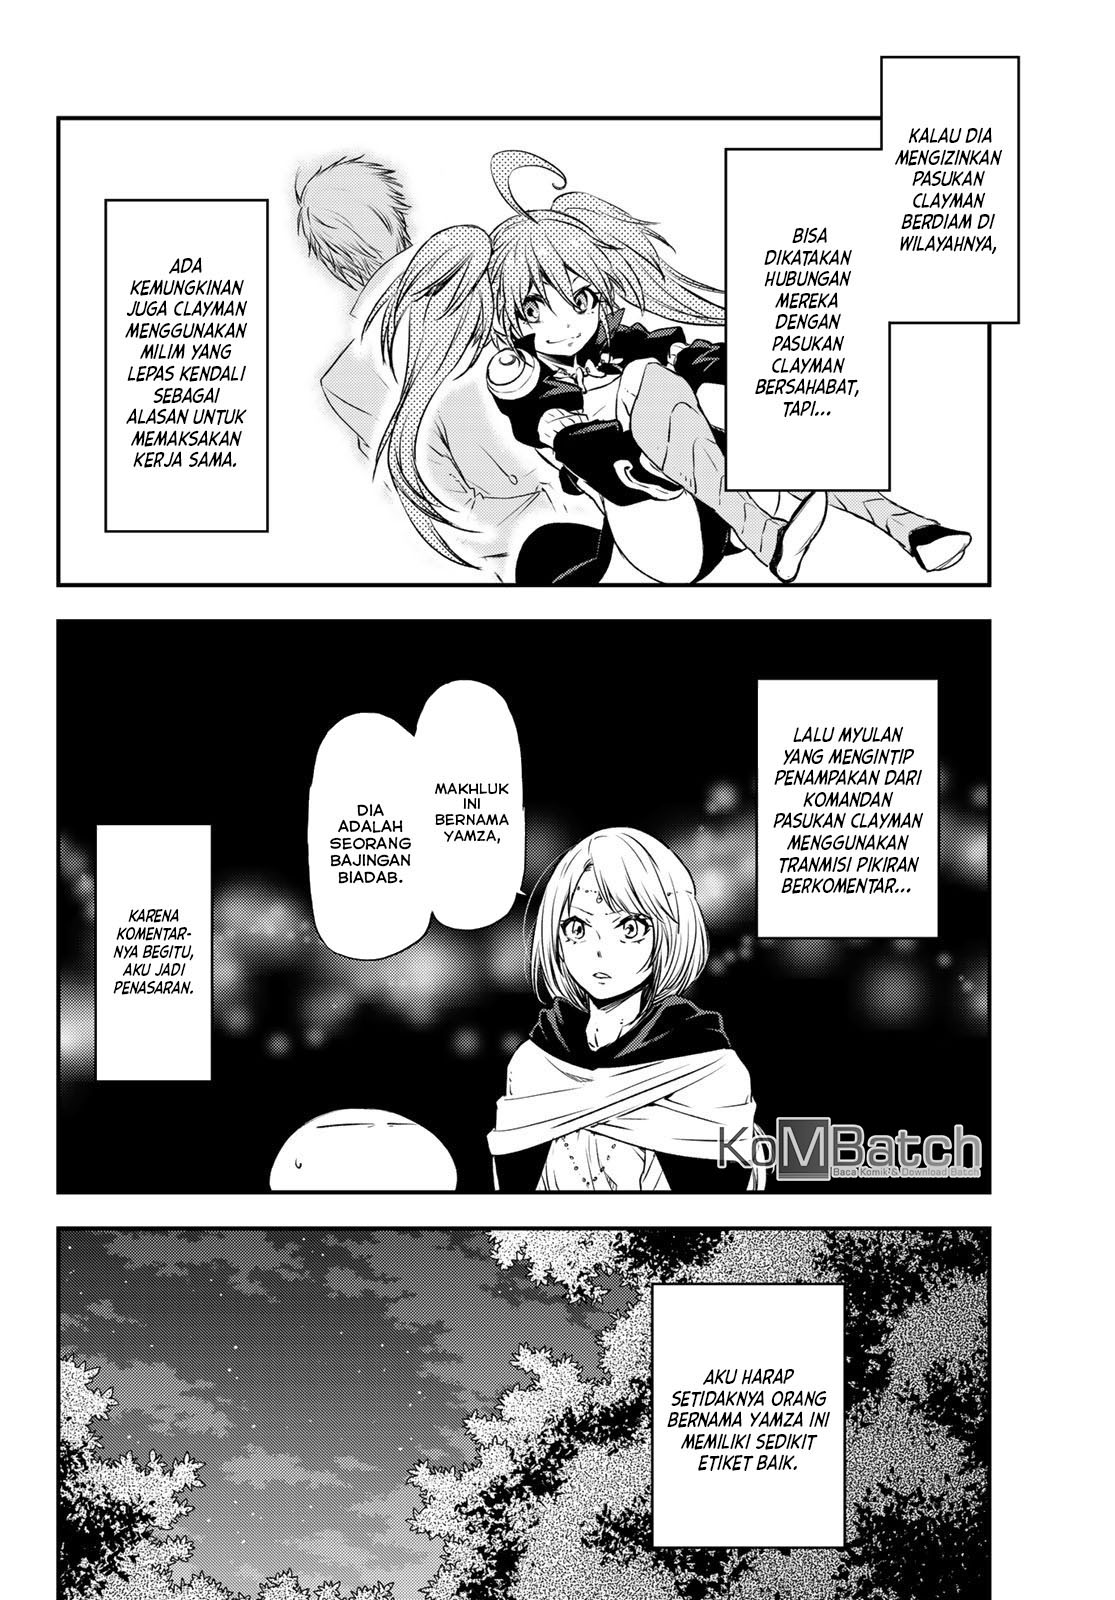 KALAU DIA
MENGIZINKAN
PASUKAN
CLAYMAN
BERDIAM DI
WILAYAHNYA,
BISA
DIKATAKAN
HUBUNGAN
MEREKA
DENGAN
PASUKAN
CLAYMAN
BERSAHABAT,
TAPI...
ADA
KEMUNGKINAN
JUGA CLAYMAN
MENGGUNAKAN
MILIM YANG
LEPAS KENDALI
SEBAGAI
ALASAN UNTUK
MEMAKSAKAN
KERJA SAMA.
LALU MYULAN
YANG MENGINTIP
PENAMPAKAN DARI
KOMANDAN
PASUKAN CLAYMAN
MENGGUNAKAN
TRANMISI PIKIRAN
BERKOMENTAR...
MAKHLUK
INI
BERNAMA
YAMZA,
DIA
ADALAH
SEORANG
BAJINGAN
BIADAB.
KARENA
KOMENTAR-
NYA BEGITU,
AKU JADI
PENASARAN.
KoMBatch
Baca Komik & Download Batch
AKU HARAP
SETIDAKNYA ORANG
BERNAMA YAMZA INI
MEMILIKI SEDIKIT
ETIKET BAIK.